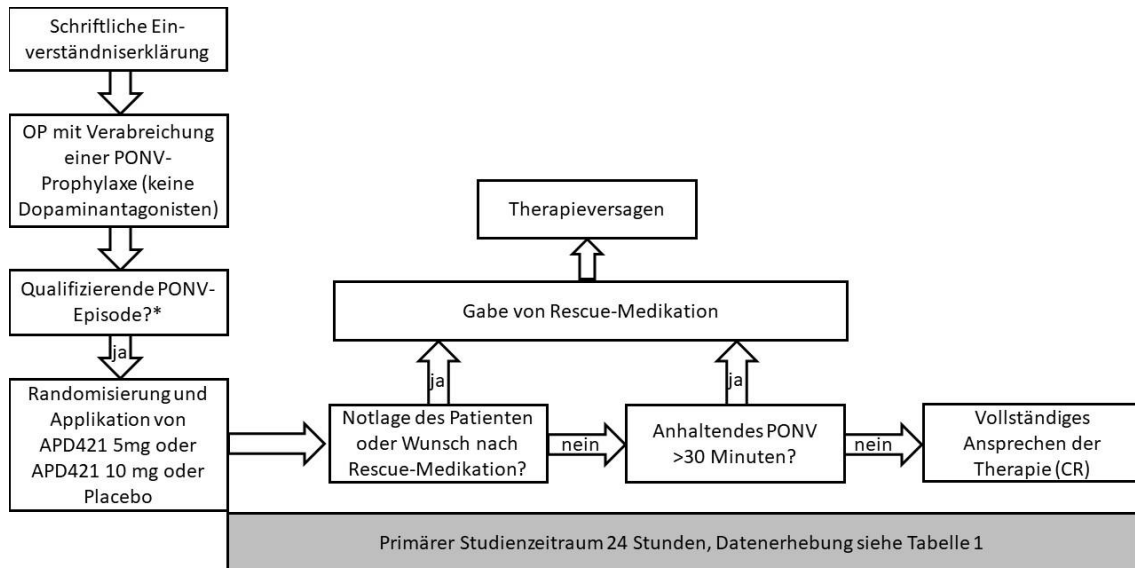 Schriftliche Ein-
verständniserklärung
OP mit Verabreichung
einer PONV-
Prophylaxe (keine
Dopaminantagonisten)
Qualifizierende PONV-
Episode?*
ja
Randomisierung und
Applikation von
APD421 5mg oder
APD421 10 mg oder
Placebo
Notlage des Patienten
oder Wunsch nach
Rescue-Medikation?
ja
nein
Anhaltendes PONV
>30 Minuten?
ja
nein
Gabe von Rescue-Medikation
Therapieversagen
Vollständiges
Ansprechen der
Therapie (CR)
Primärer Studienzeitraum 24 Stunden, Datenerhebung siehe Tabelle 1